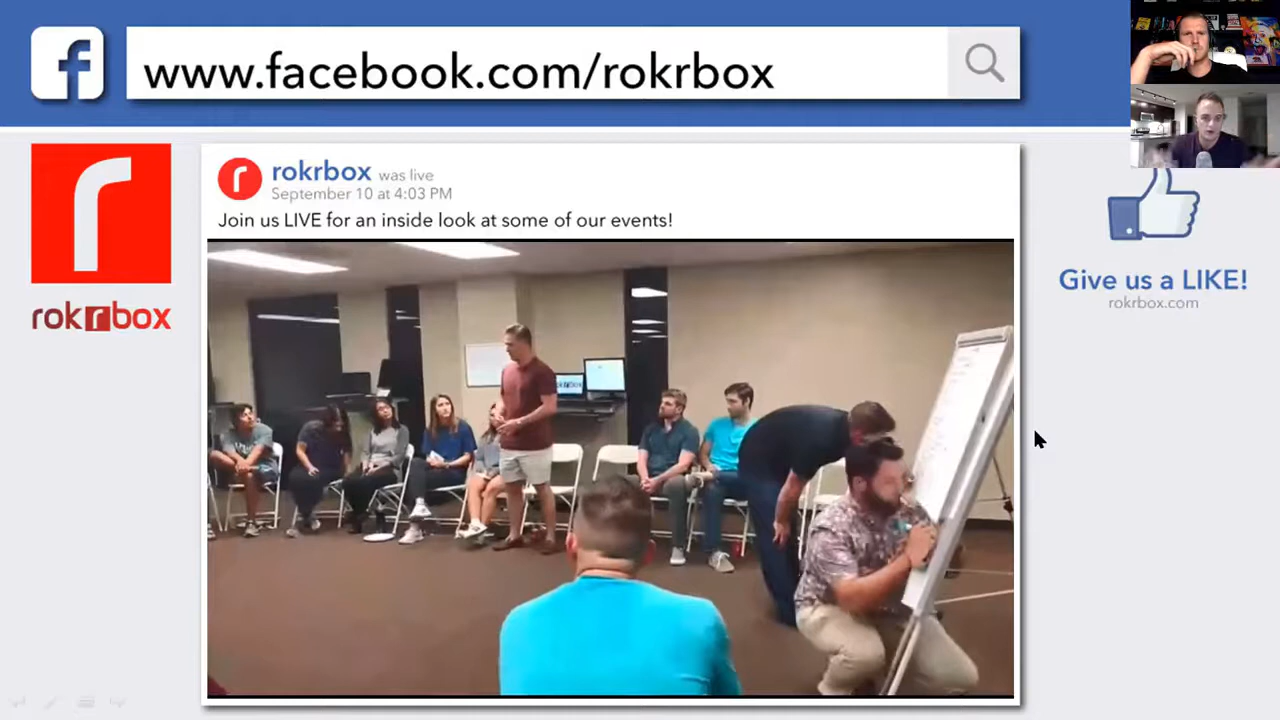 f
www.facebook.com/rokrbox
r
rokrbox
r
rokrbox was live
September 10 at 4:03 PM
Join us LIVE for an inside look at some of our events!
Give us a LIKE!
rokrbox.com